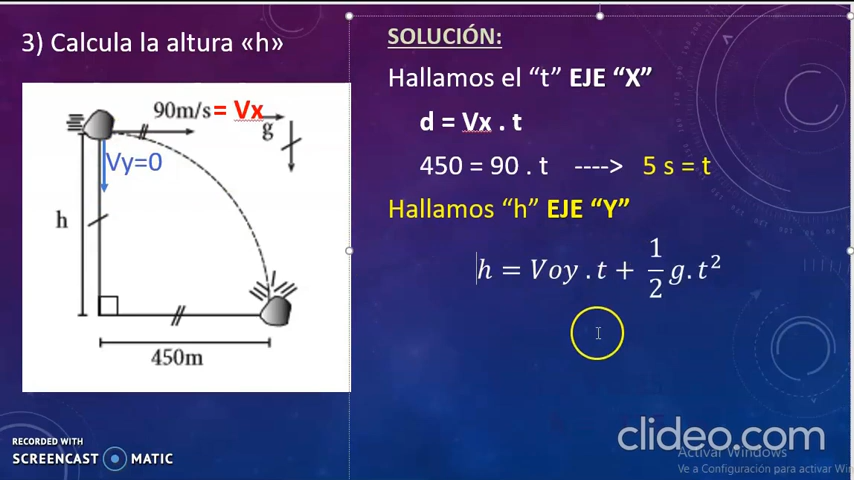 3) Calcula la altura «h»
90m/s= Vx
g
Vy=0
h
450m
SOLUCIÓN:
Hallamos el “t” EJE “X”
d = Vx . t
450 = 90 . t ----> 5 s = t
Hallamos “h” EJE “Y”
h = Voy . t + 1/2 g. t²
RECORDED WITH
SCREENCAST MATIC
clideo.com
Activar Windows
Ve a Configuración para activar Win